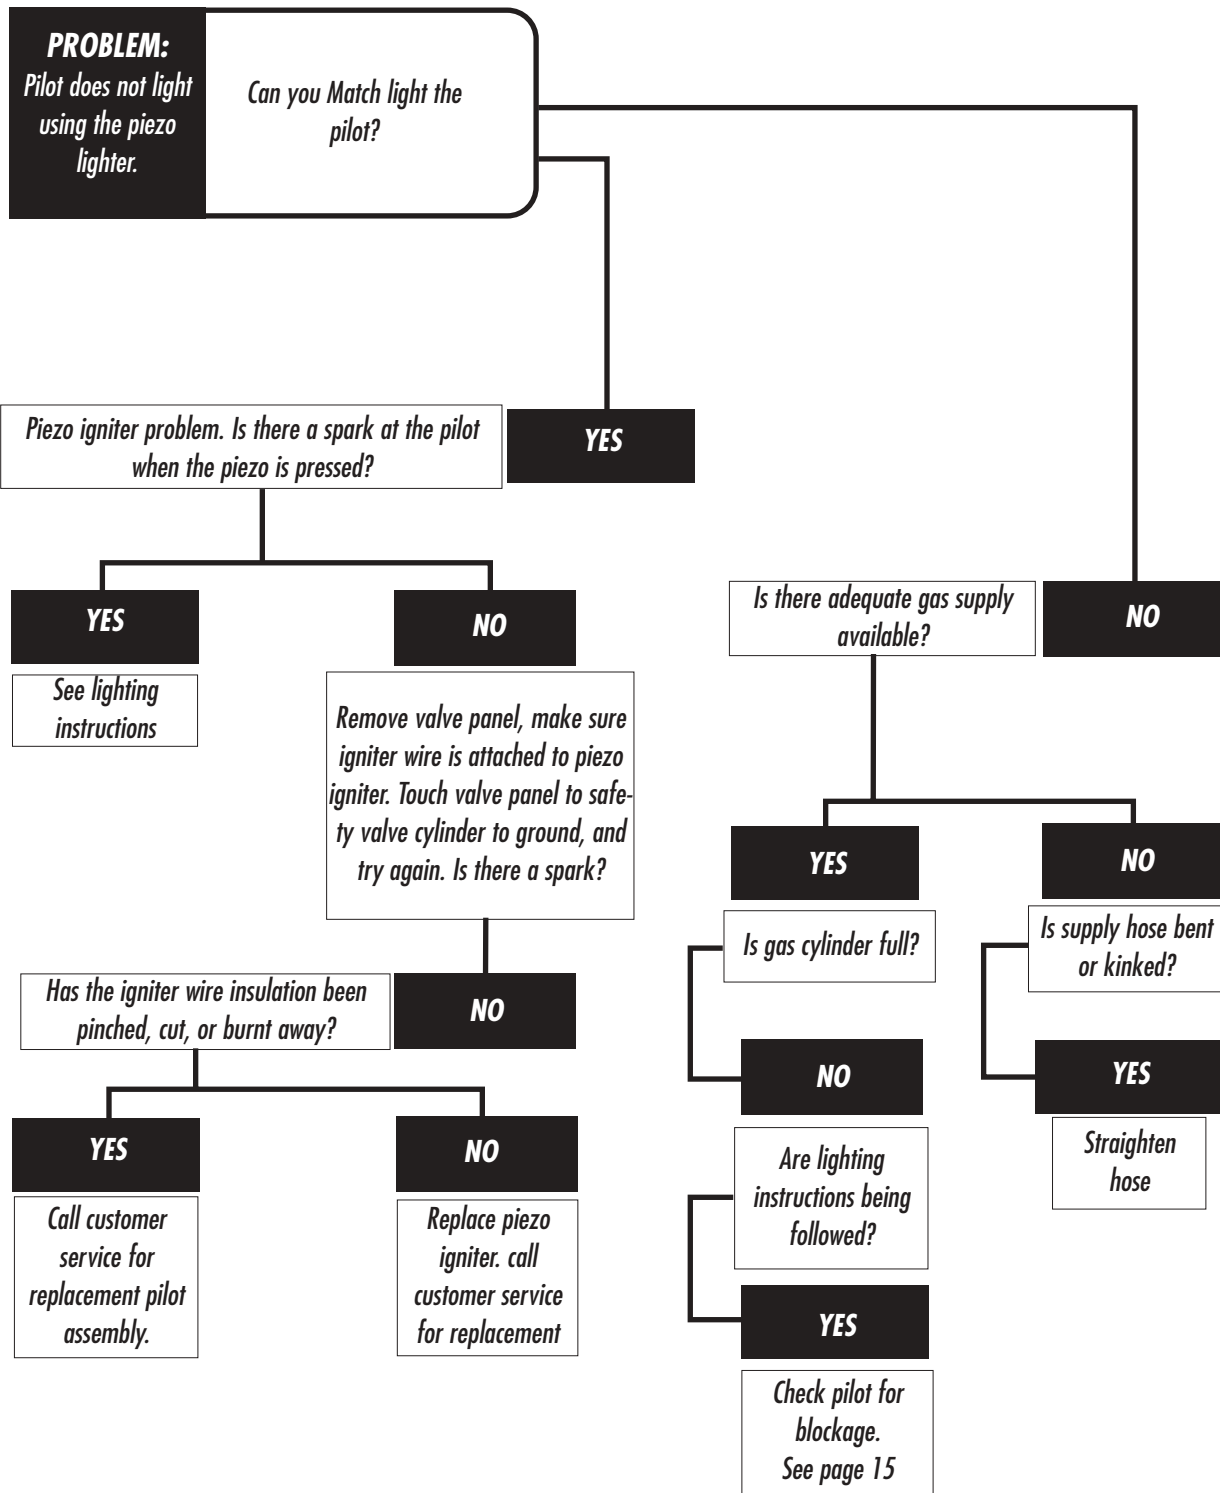 PROBLEM:
Pilot does not light
using the piezo
lighter.
Can you Match light the
pilot?
Piezo igniter problem. Is there a spark at the pilot
when the piezo is pressed?
YES
YES
See lighting
instructions
NO
Remove valve panel, make sure
igniter wire is attached to piezo
igniter. Touch valve panel to safe-
ty valve cylinder to ground, and
try again. Is there a spark?
Has the igniter wire insulation been
pinched, cut, or burnt away?
NO
YES
Call customer
service for
replacement pilot
assembly.
NO
Replace piezo
igniter. call
customer service
for replacement
Is there adequate gas supply
available?
NO
YES
Is gas cylinder full?
NO
Are lighting
instructions being
followed?
YES
Check pilot for
blockage.
See page 15
NO
Is supply hose bent
or kinked?
YES
Straighten
hose